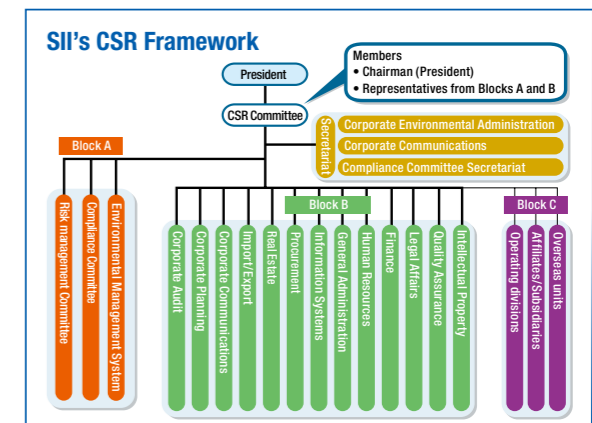 SII's CSR Framework
President
Members
• Chairman (President)
• Representatives from Blocks A and B
CSR Committee
Secretariat
Corporate Environmental Administration
Corporate Communications
Compliance Committee Secretariat
Block A
Risk management Committee
Compliance Committee
Environmental Management System
Block B
Corporate Audit
Corporate Planning
Corporate Communications
Import/Export
Real Estate
Procurement
Information Systems
General Administration
Human Resources
Finance
Legal Affairs
Quality Assurance
Intellectual Property
Block C
Operating divisions
Affiliates/Subsidiaries
Overseas units